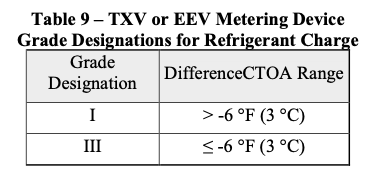 Table 9 – TXV or EEV Metering Device
Grade Designations for Refrigerant Charge
Grade Designation DifferenceCTOA Range
I > -6 °F (3 °C)
III ≤ -6 °F (3 °C)